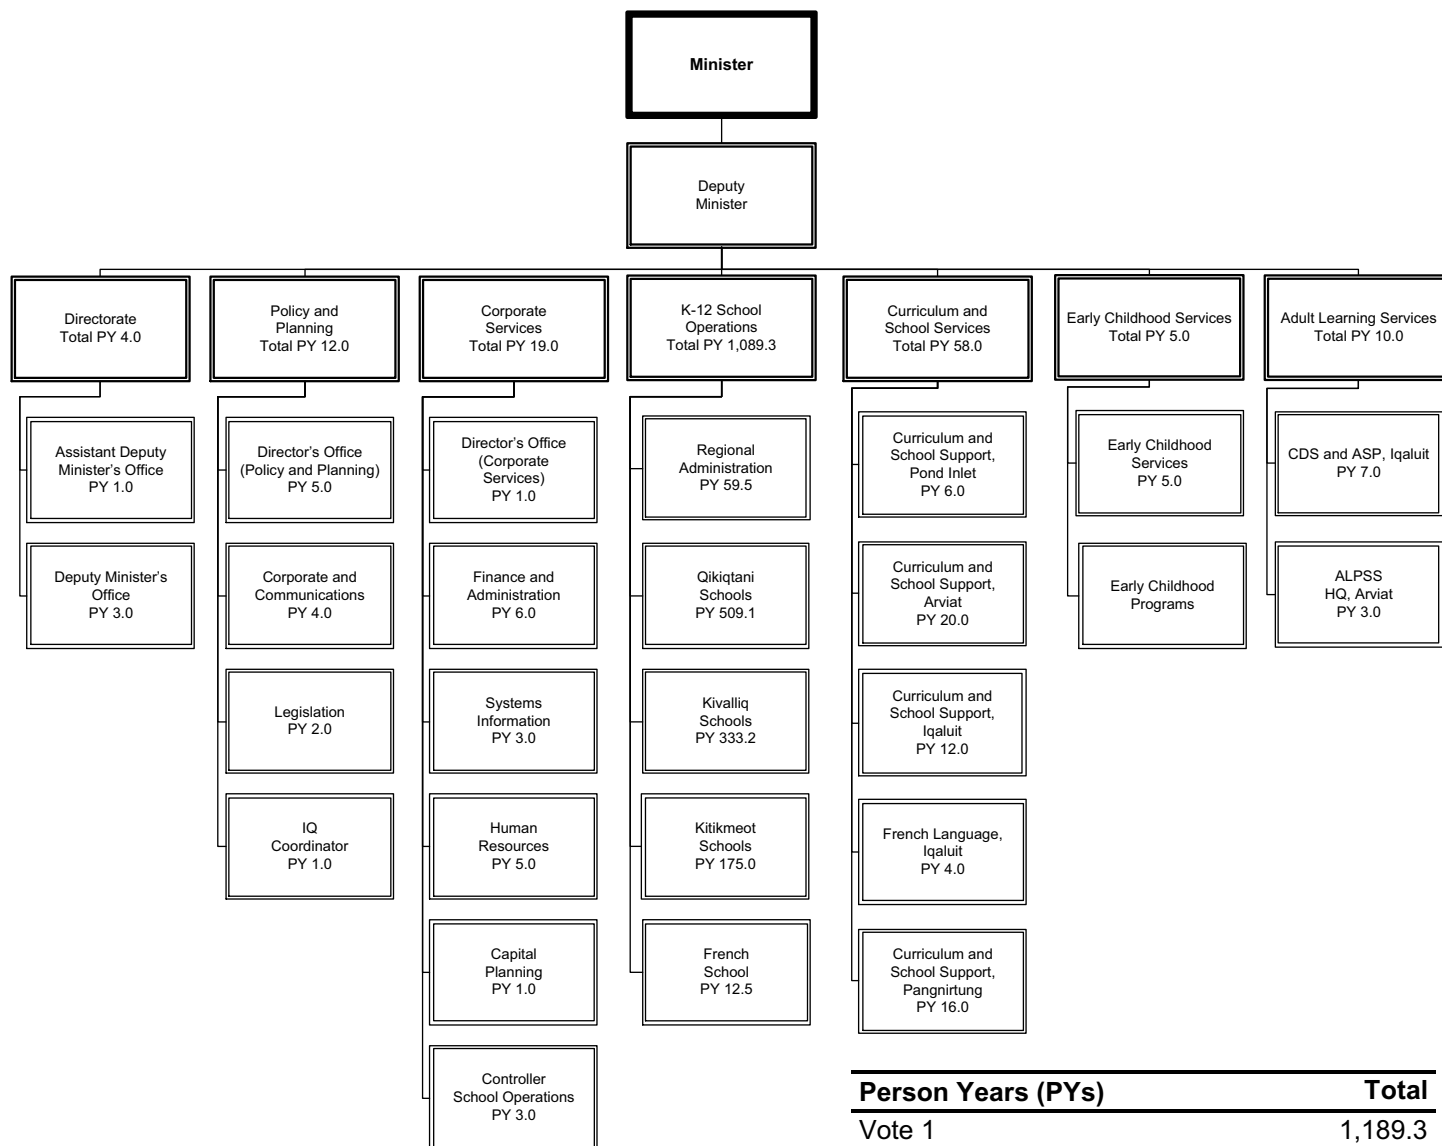 Minister
Deputy
Minister
Directorate
Total PY 4.0
Policy and
Planning
Total PY 12.0
Corporate
Services
Total PY 19.0
K-12 School
Operations
Total PY 1,089.3
Curriculum and
School Services
Total PY 58.0
Early Childhood Services
Total PY 5.0
Adult Learning Services
Total PY 10.0
Assistant Deputy
Minister's Office
PY 1.0
Deputy Minister's
Office
PY 3.0
Director's Office
(Policy and Planning)
PY 5.0
Corporate and
Communications
PY 4.0
Legislation
PY 2.0
IQ
Coordinator
PY 1.0
Director's Office
(Corporate
Services)
PY 1.0
Finance and
Administration
PY 6.0
Systems
Information
PY 3.0
Human
Resources
PY 5.0
Capital
Planning
PY 1.0
Controller
School Operations
PY 3.0
Regional
Administration
PY 59.5
Qikiqtani
Schools
PY 509.1
Kivalliq
Schools
PY 333.2
Kitikmeot
Schools
PY 175.0
French
School
PY 12.5
Curriculum and
School Support,
Pond Inlet
PY 6.0
Curriculum and
School Support,
Arviat
PY 20.0
Curriculum and
School Support,
Iqaluit
PY 12.0
French Language,
Iqaluit
PY 4.0
Curriculum and
School Support,
Pangnirtung
PY 16.0
Early Childhood
Services
PY 5.0
Early Childhood
Programs
CDS and ASP, Iqaluit
PY 7.0
ALPSS
HQ, Arviat
PY 3.0
Person Years (PYs) Total
Vote 1 1,189.3